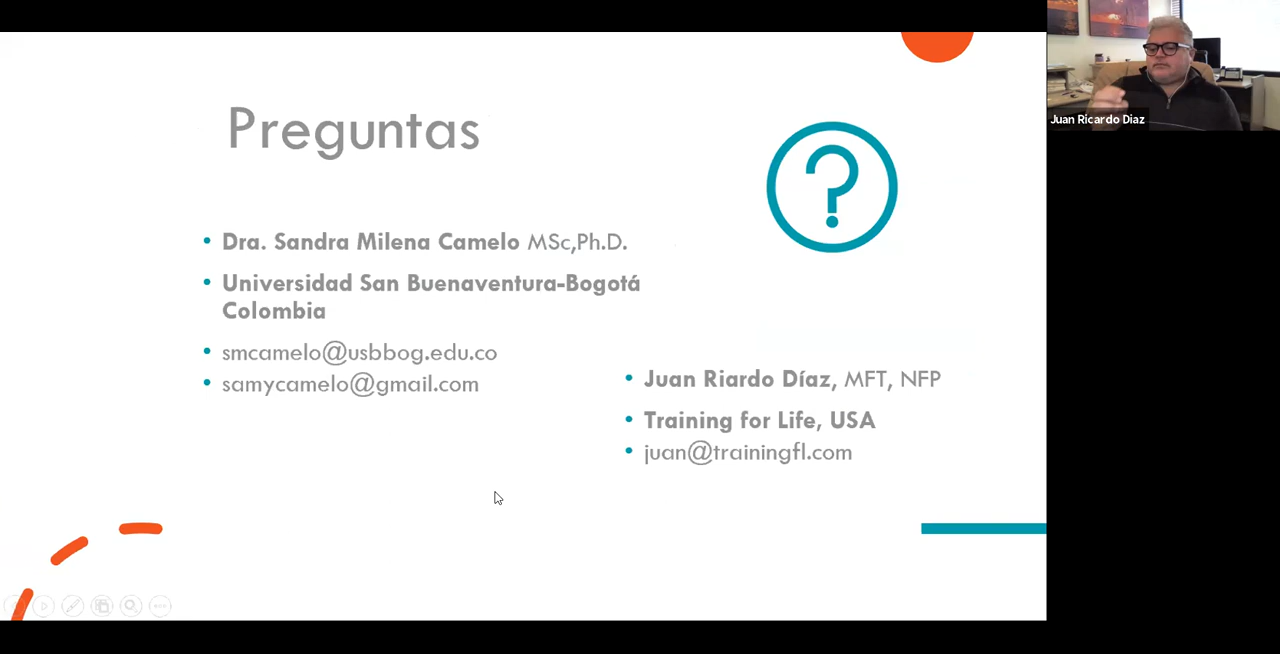 Preguntas
Dra. Sandra Milena Camelo MSc,Ph.D.
Universidad San Buenaventura-Bogotá
Colombia
smcamelo@usbbog.edu.co
samycamelo@gmail.com
Juan Riardo Díaz, MFT, NFP
Training for Life, USA
juan@trainingfl.com
Juan Ricardo Diaz